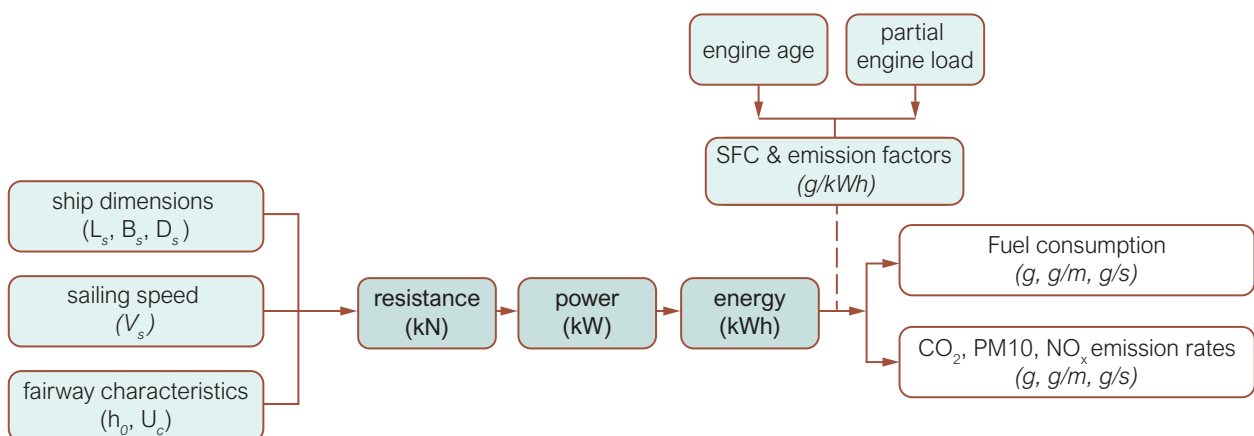 engine age
partial
engine load
SFC & emission factors
(g/kWh)
ship dimensions
(Lₛ, Bₛ, Dₛ)
sailing speed
(Vₛ)
fairway characteristics
(h₀, U꜀)
resistance
(kN)
power
(kW)
energy
(kWh)
Fuel consumption
(g, g/m, g/s)
CO₂, PM10, NOₓ emission rates
(g, g/m, g/s)